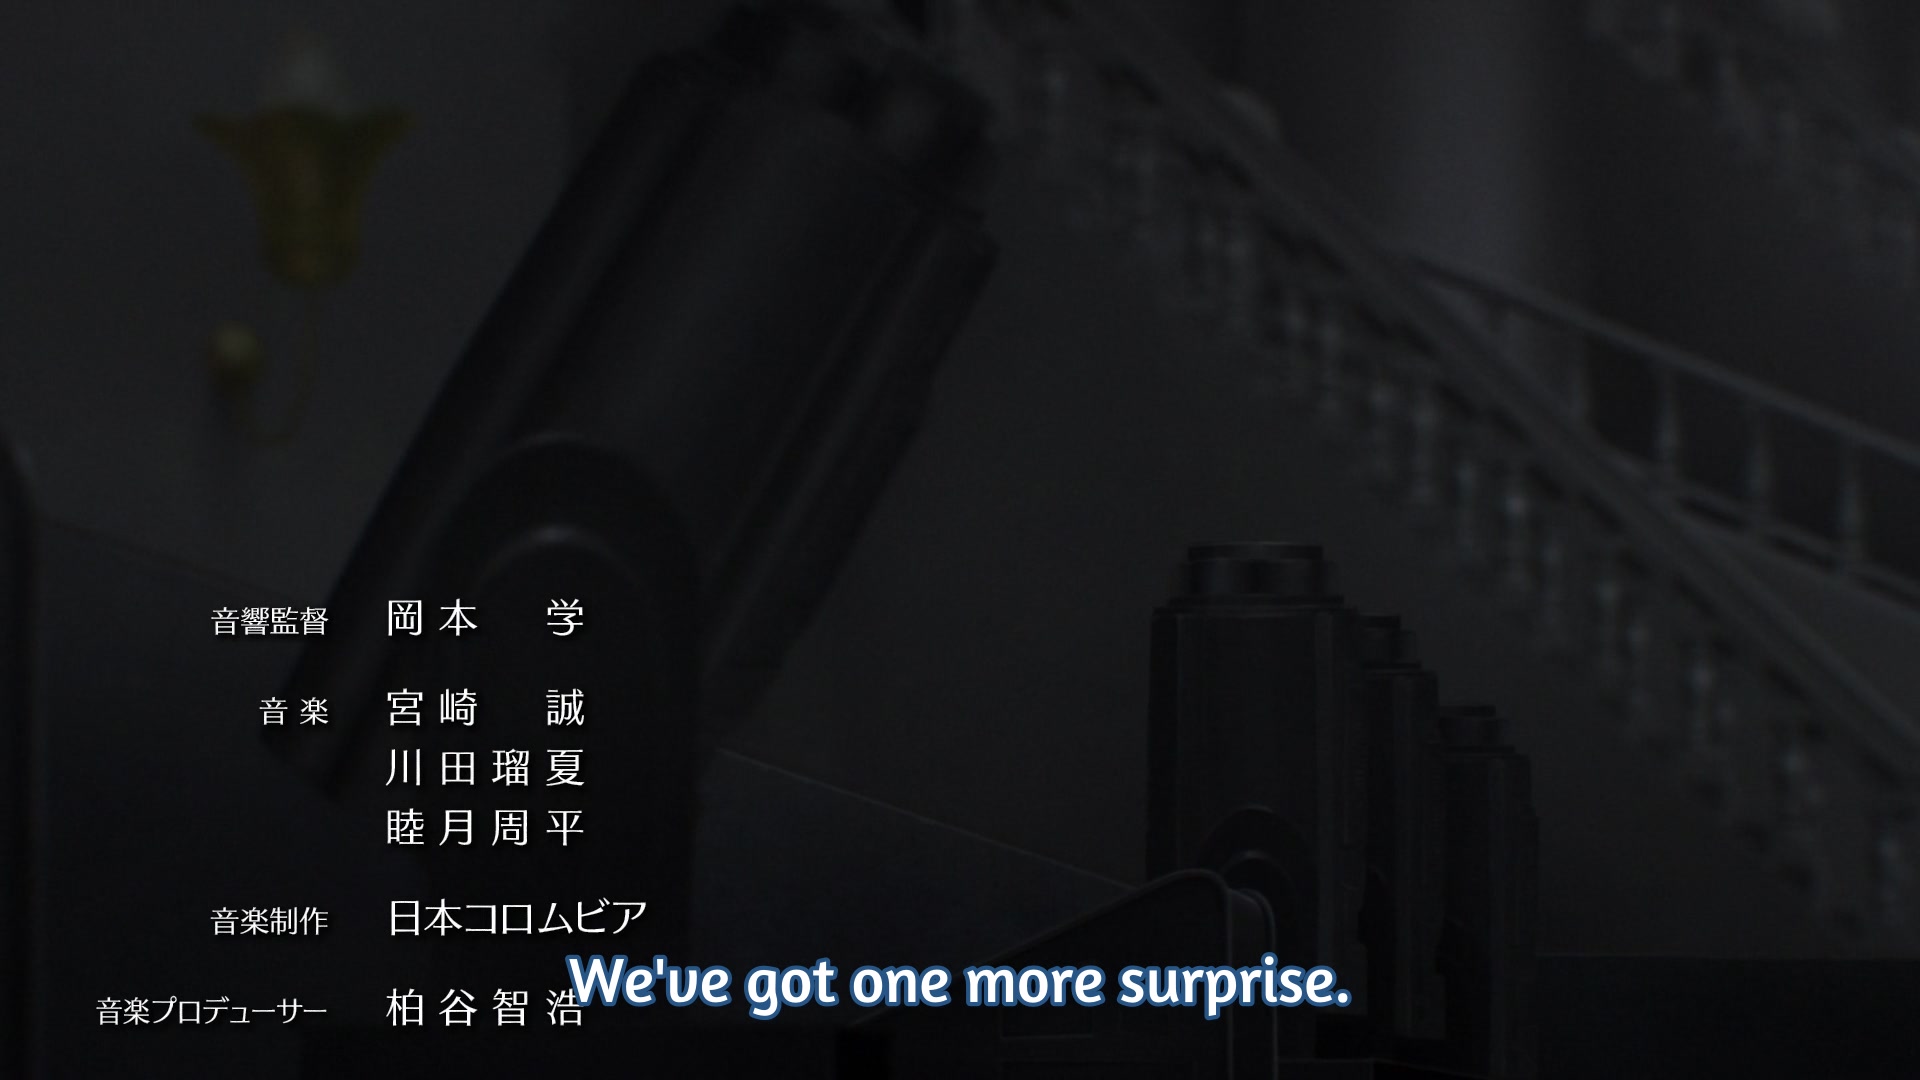 音響監督 岡本 学
音楽 宮崎 誠
川田瑠夏
睦月周平
音楽制作 日本コロムビア
音楽プロデューサー 柏谷智浩
We've got one more surprise.